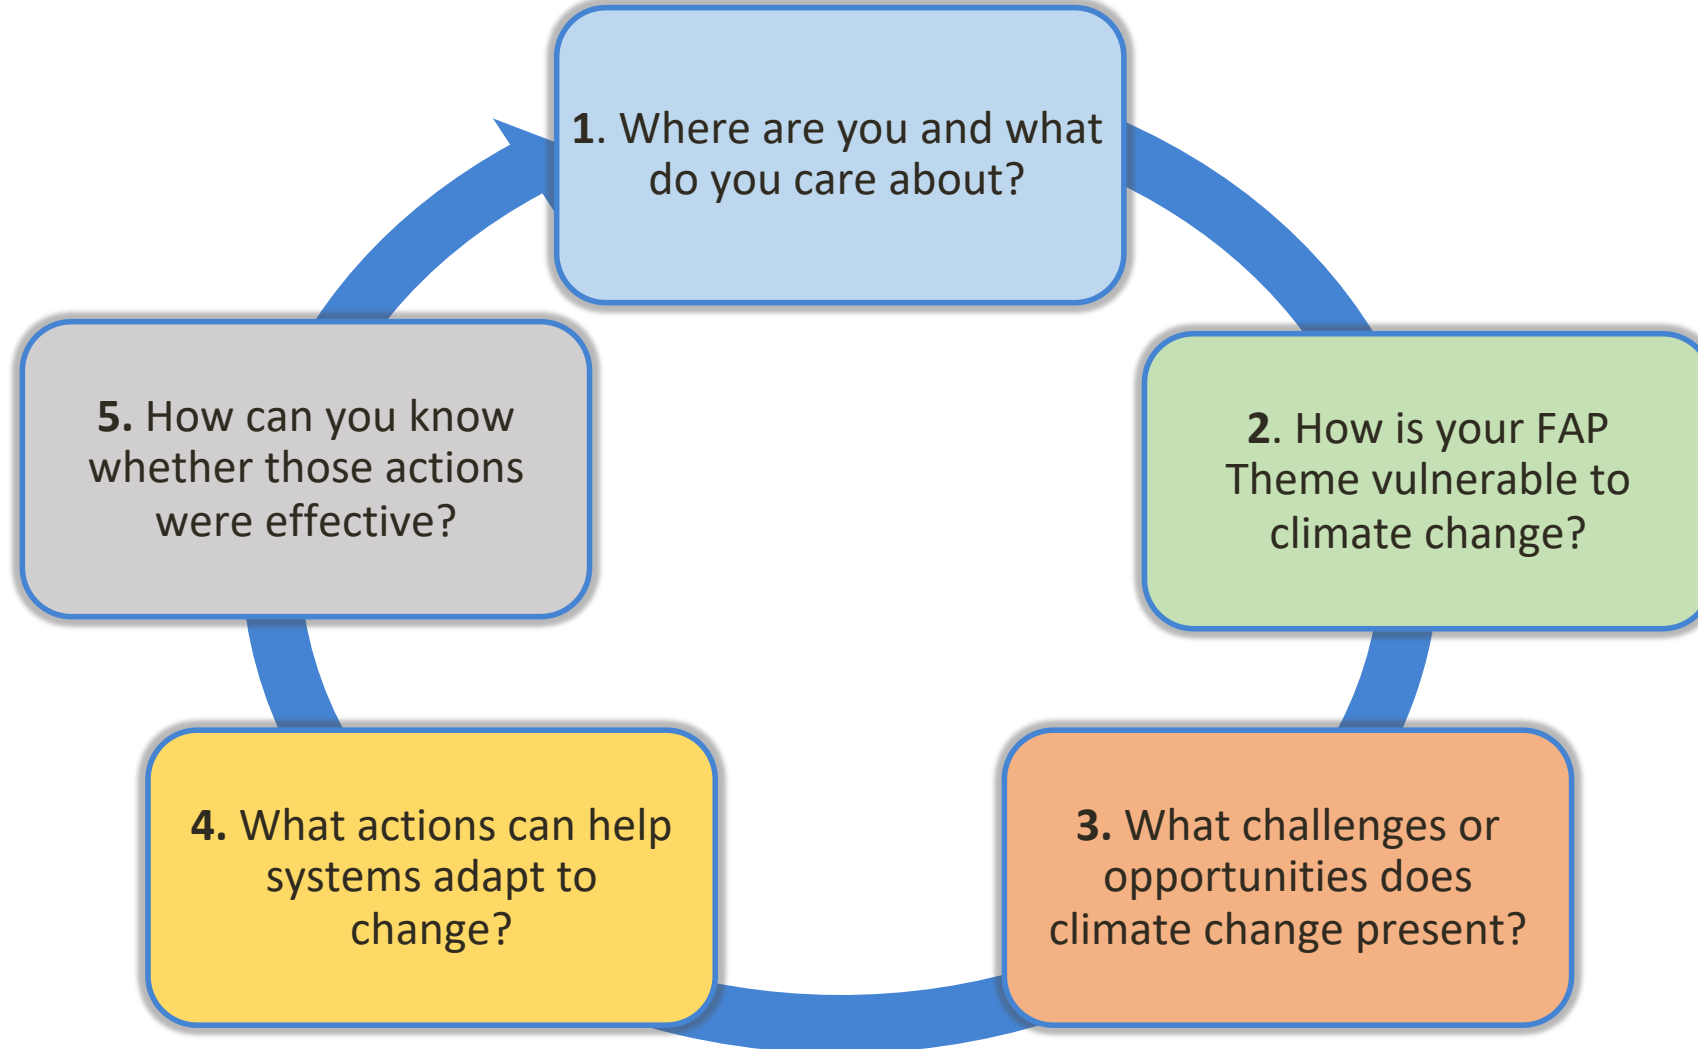 1. Where are you and what
do you care about?
2. How is your FAP
Theme vulnerable to
climate change?
3. What challenges or
opportunities does
climate change present?
4. What actions can help
systems adapt to
change?
5. How can you know
whether those actions
were effective?